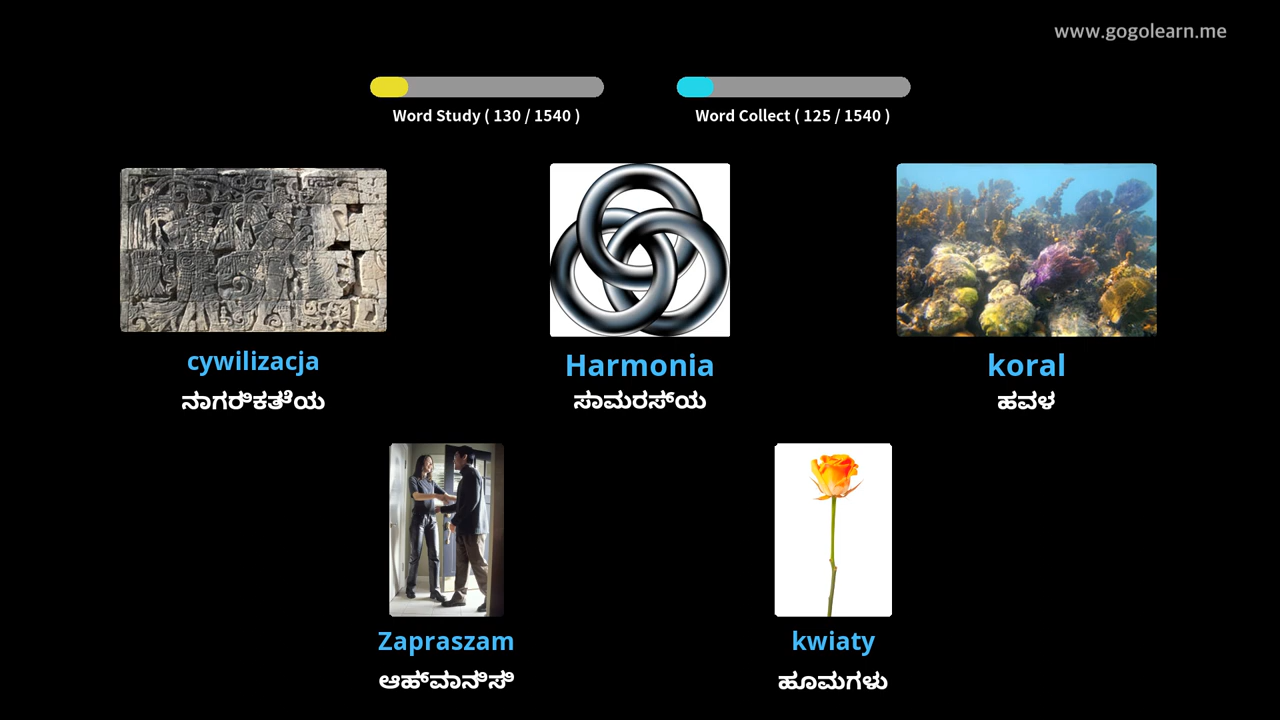 www.gogolearn.me
Word Study ( 130 / 1540 )
Word Collect ( 125 / 1540 )
cywilizacja
ನಾಗರಿಕತೆಯ
Harmonia
ಸಾಮರಸ್ಯ
koral
ಹವಳ
Zapraszam
ಆಹ್ವಾನಿಸಿ
kwiaty
ಹೂಮಗಳು